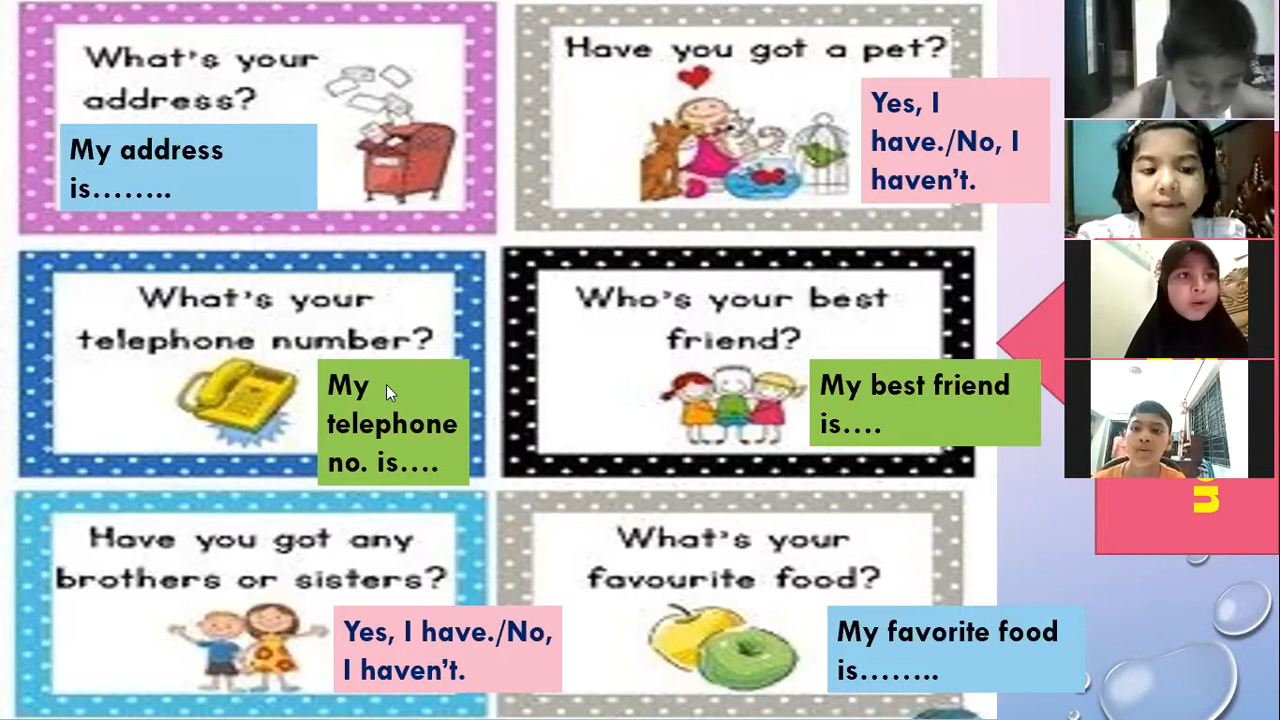 What's your
address?
My address
is……..
Have you got a pet?
Yes, I
have./No, I
haven't.
What's your
telephone number?
My
telephone
no. is….
Who's your best
friend?
My best friend
is….
Have you got any
brothers or sisters?
Yes, I have./No,
I haven't.
What's your
favourite food?
My favorite food
is……..